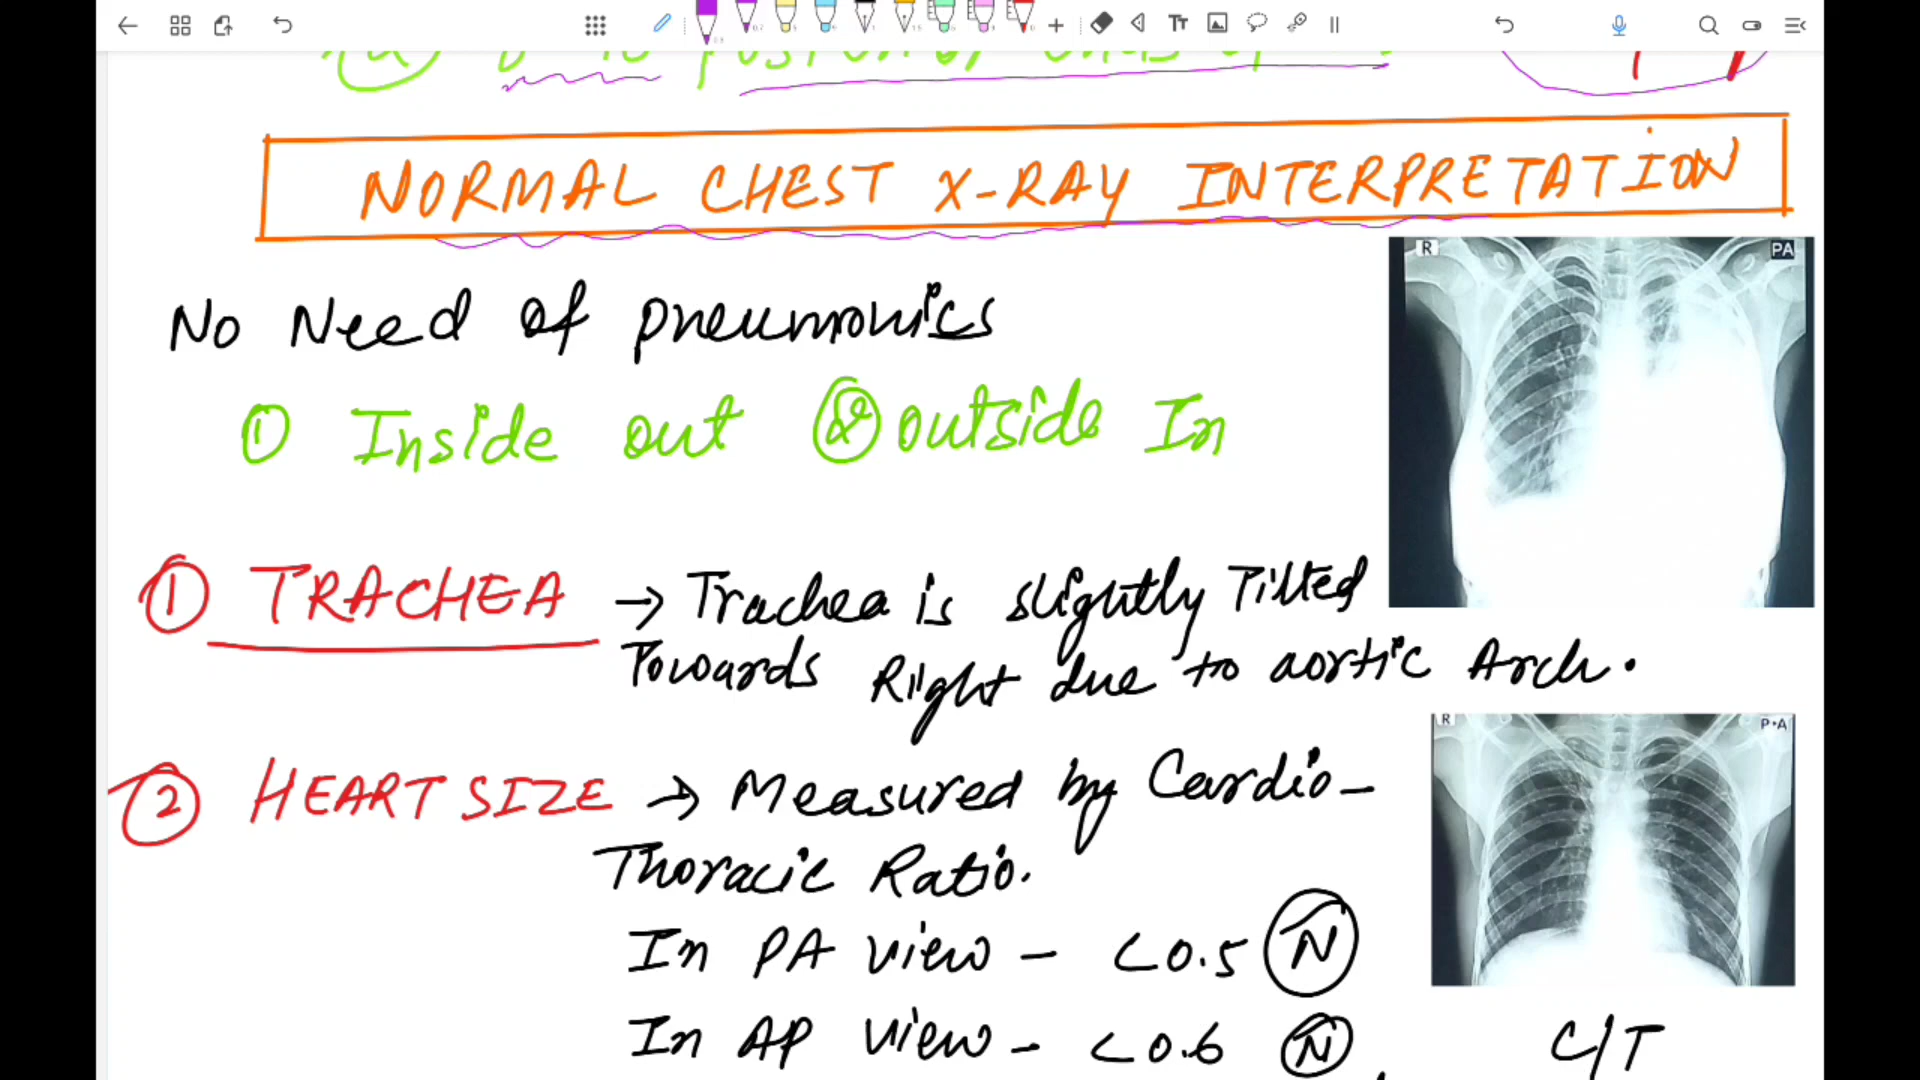 NORMAL CHEST X-RAY INTERPRETATION
R
PA
No Need of pneumonics
① Inside out ② outside In
① TRACHEA → Trachea is slightly Tilted
Towards Right due to aortic Arch.
R
P•A
② HEART SIZE → Measured by Cardio-
Thoracic Ratio.
In PA view - <0.5 N
In AP view - <0.6 N
C/T